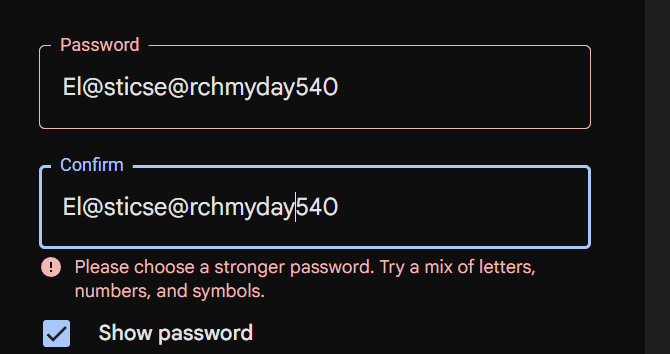 Password
El@sticse@rchmyday540
Confirm
El@sticse@rchmyday540
Please choose a stronger password. Try a mix of letters,
numbers, and symbols.
Show password